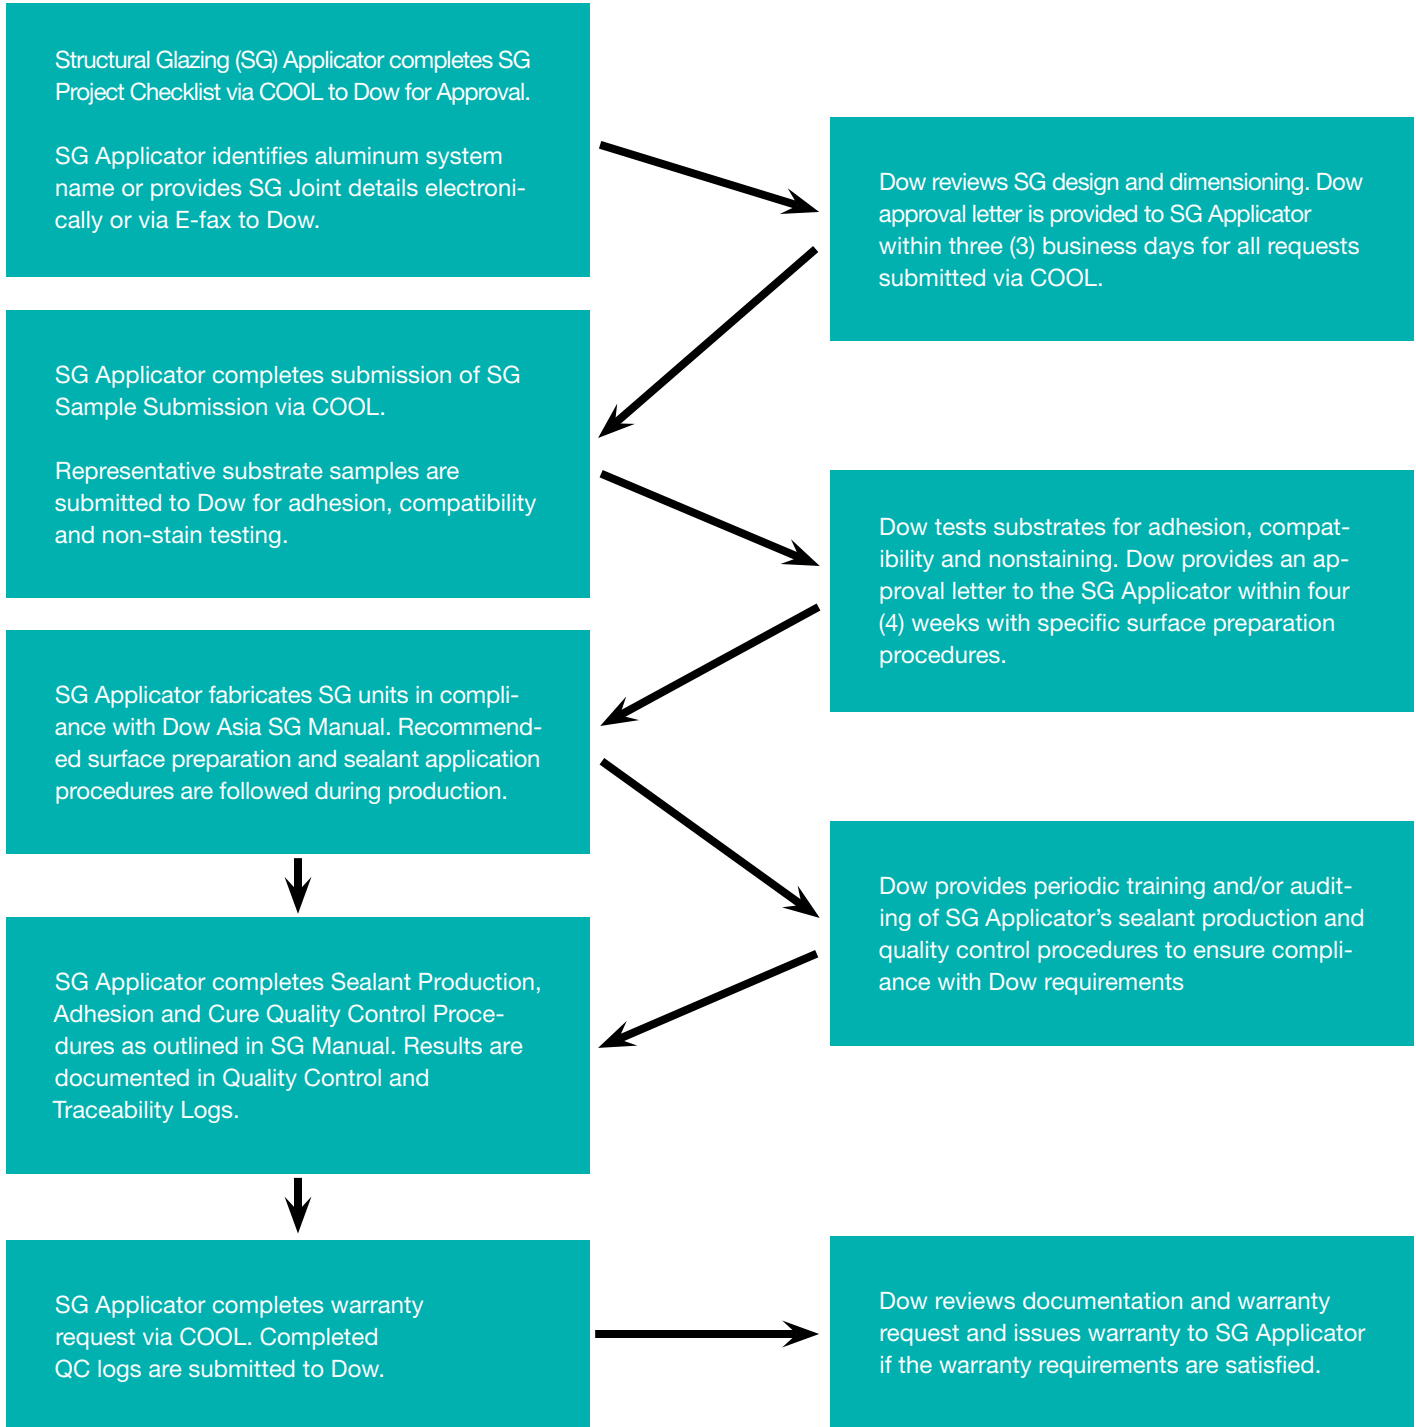 Structural Glazing (SG) Applicator completes SG
Project Checklist via COOL to Dow for Approval.
SG Applicator identifies aluminum system
name or provides SG Joint details electroni-
cally or via E-fax to Dow.
Dow reviews SG design and dimensioning. Dow
approval letter is provided to SG Applicator
within three (3) business days for all requests
submitted via COOL.
SG Applicator completes submission of SG
Sample Submission via COOL.
Representative substrate samples are
submitted to Dow for adhesion, compatibility
and non-stain testing.
Dow tests substrates for adhesion, compat-
ibility and nonstaining. Dow provides an ap-
proval letter to the SG Applicator within four
(4) weeks with specific surface preparation
procedures.
SG Applicator fabricates SG units in compli-
ance with Dow Asia SG Manual. Recommend-
ed surface preparation and sealant application
procedures are followed during production.
Dow provides periodic training and/or audit-
ing of SG Applicator’s sealant production and
quality control procedures to ensure compli-
ance with Dow requirements
SG Applicator completes Sealant Production,
Adhesion and Cure Quality Control Proce-
dures as outlined in SG Manual. Results are
documented in Quality Control and
Traceability Logs.
SG Applicator completes warranty
request via COOL. Completed
QC logs are submitted to Dow.
Dow reviews documentation and warranty
request and issues warranty to SG Applicator
if the warranty requirements are satisfied.